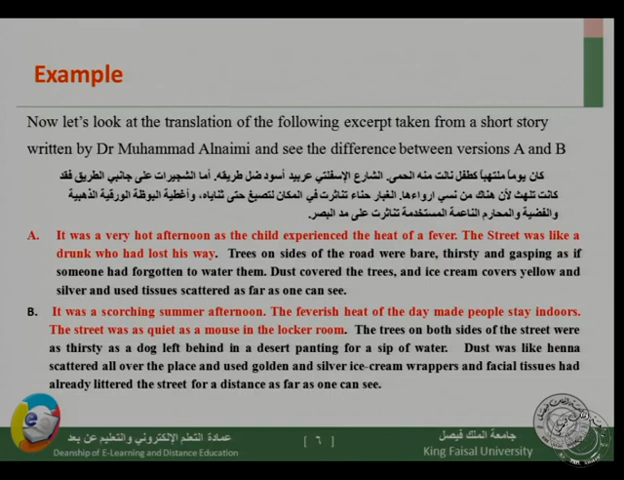 Example
Now let's look at the translation of the following excerpt taken from a short story
written by Dr Muhammad Alnaimi and see the difference between versions A and B
كان يوماً ملتهباً كطفل نالت منه الحمى. الشارع الإسفلتي عربيد أسود ضل طريقه. أما الشجيرات على جانبي الطريق فقد
كانت تلهث لأن هناك من نسي ارواءها. الغبار حناء تناثرت في المكان لتصبغ حتى ثناياه، وأغطية البوظة الورقية الذهبية
والفضية والمحارم الناعمة المستخدمة تناثرت على مد البصر.
A. It was a very hot afternoon as the child experienced the heat of a fever. The Street was like a
drunk who had lost his way. Trees on sides of the road were bare, thirsty and gasping as if
someone had forgotten to water them. Dust covered the trees, and ice cream covers yellow and
silver and used tissues scattered as far as one can see.
B. It was a scorching summer afternoon. The feverish heat of the day made people stay indoors.
The street was as quiet as a mouse in the locker room. The trees on both sides of the street were
as thirsty as a dog left behind in a desert panting for a sip of water. Dust was like henna
scattered all over the place and used golden and silver ice-cream wrappers and facial tissues had
already littered the street for a distance as far as one can see.
عمادة التعلم الإلكتروني والتعليم عن بعد
Deanship of E-Learning and Distance Education
[ ٦ ]
جامعة الملك فيصل
King Faisal University